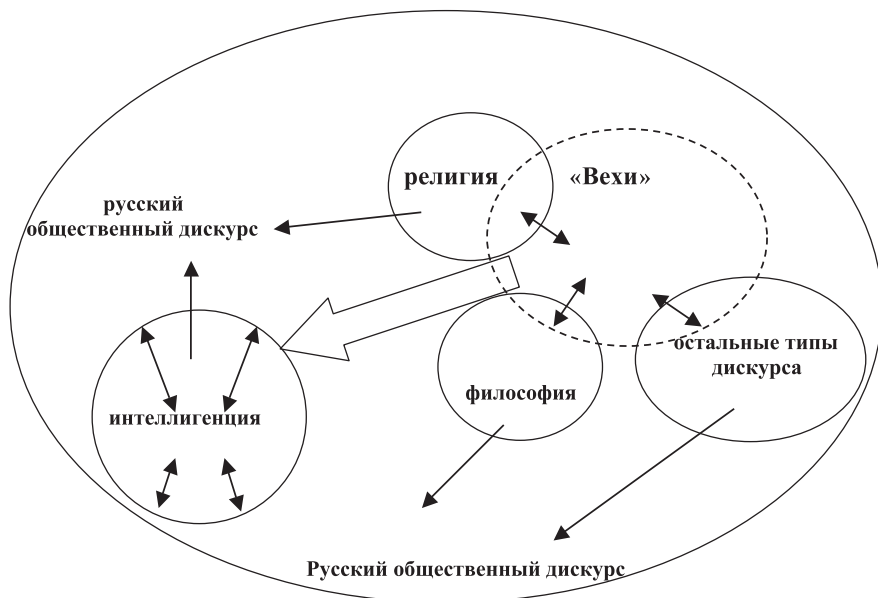 религия
«Вехи»
русский
общественный дискурс
остальные типы
дискурса
философия
интеллигенция
Русский общественный дискурс